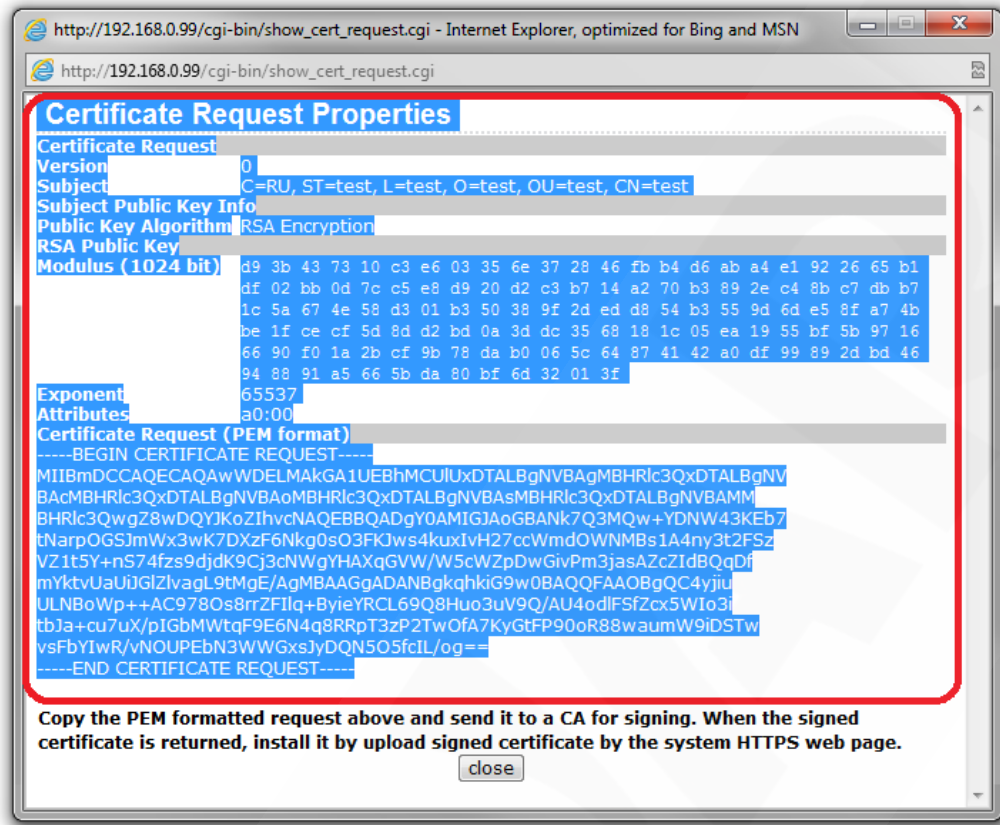 http://192.168.0.99/cgi-bin/show_cert_request.cgi - Internet Explorer, optimized for Bing and MSN
http://192.168.0.99/cgi-bin/show_cert_request.cgi
Certificate Request Properties
Certificate Request
Version 0
Subject C=RU, ST=test, L=test, O=test, OU=test, CN=test
Subject Public Key Info
Public Key Algorithm RSA Encryption
RSA Public Key
Modulus (1024 bit) d9 3b 43 73 10 c3 e6 03 35 6e 37 28 46 fb b4 d6 ab a4 e1 92 26 65 b1
df 02 bb 0d 7c c5 e8 d9 20 d2 c3 b7 14 a2 70 b3 89 2e c4 8b c7 db b7
1c 5a 67 4e 58 d3 01 b3 50 38 9f 2d ed d8 54 b3 55 9d 6d e5 8f a7 4b
be 1f ce cf 5d 8d d2 bd 0a 3d dc 35 68 18 1c 05 ea 19 55 bf 5b 97 16
66 90 f0 1a 2b cf 9b 78 da b0 06 5c 64 87 41 42 a0 df 99 89 2d bd 46
94 88 91 a5 66 5b da 80 bf 6d 32 01 3f
Exponent 65537
Attributes a0:00
Certificate Request (PEM format)
-----BEGIN CERTIFICATE REQUEST-----
MIIBmDCCAQECAQAwWDELMAkGA1UEBhMCUlUxDTALBgNVBAgMBHRlc3QxDTALBgNV
BAcMBHRlc3QxDTALBgNVBAoMBHRlc3QxDTALBgNVBAsMBHRlc3QxDTALBgNVBAMM
BHRlc3QwgZ8wDQYJKoZIhvcNAQEBBQADgY0AMIGJAoGBANk7Q3MQw+YDNW43KEb7
tNarpOGSJmWx3wK7DXzF6Nkg0sO3FKJws4kuxIvH27ccWmdOWNMBs1A4ny3t2FSz
VZ1t5Y+nS74fzs9djdK9Cj3cNWgYHAXqGVW/W5cWZpDwGivPm3jasAZcZIdBQqDf
mYktvUaUiJGlZlvagL9tMgE/AgMBAAGgADANBgkqhkiG9w0BAQQFAAOBgQC4yjiu
ULNBoWp++AC978Os8rrZFIlq+ByieYRCL69Q8Huo3uV9Q/AU4odlFSfZcx5WIo3i
tbJa+cu7uX/pIGbMWtqF9E6N4q8RRpT3zP2TwOfA7KyGtFP90oR88waumW9iDSTw
vsFbYIwR/vNOUPEbN3WWGxsJyDQN5O5fcIL/og==
-----END CERTIFICATE REQUEST-----
Copy the PEM formatted request above and send it to a CA for signing. When the signed
certificate is returned, install it by upload signed certificate by the system HTTPS web page.
close